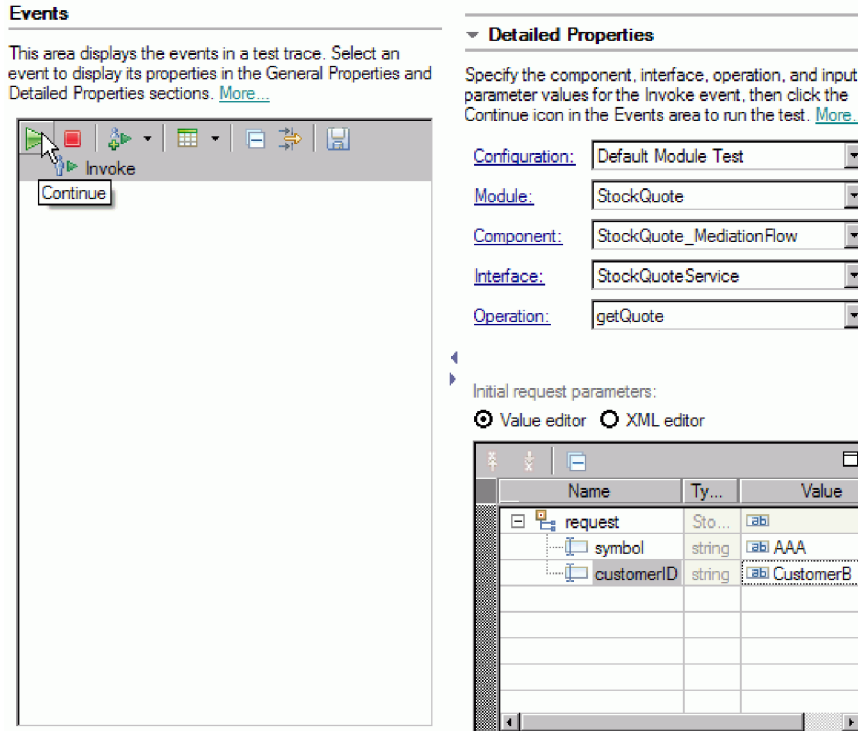 Events
This area displays the events in a test trace. Select an
event to display its properties in the General Properties and
Detailed Properties sections. More...
Invoke
Continue
Detailed Properties
Specify the component, interface, operation, and input
parameter values for the Invoke event, then click the
Continue icon in the Events area to run the test. More..
Configuration: Default Module Test
Module: StockQuote
Component: StockQuote_MediationFlow
Interface: StockQuoteService
Operation: getQuote
Initial request parameters:
Value editor XML editor
Name Ty... Value
request Sto... ab
symbol string ab AAA
customerID string ab CustomerB